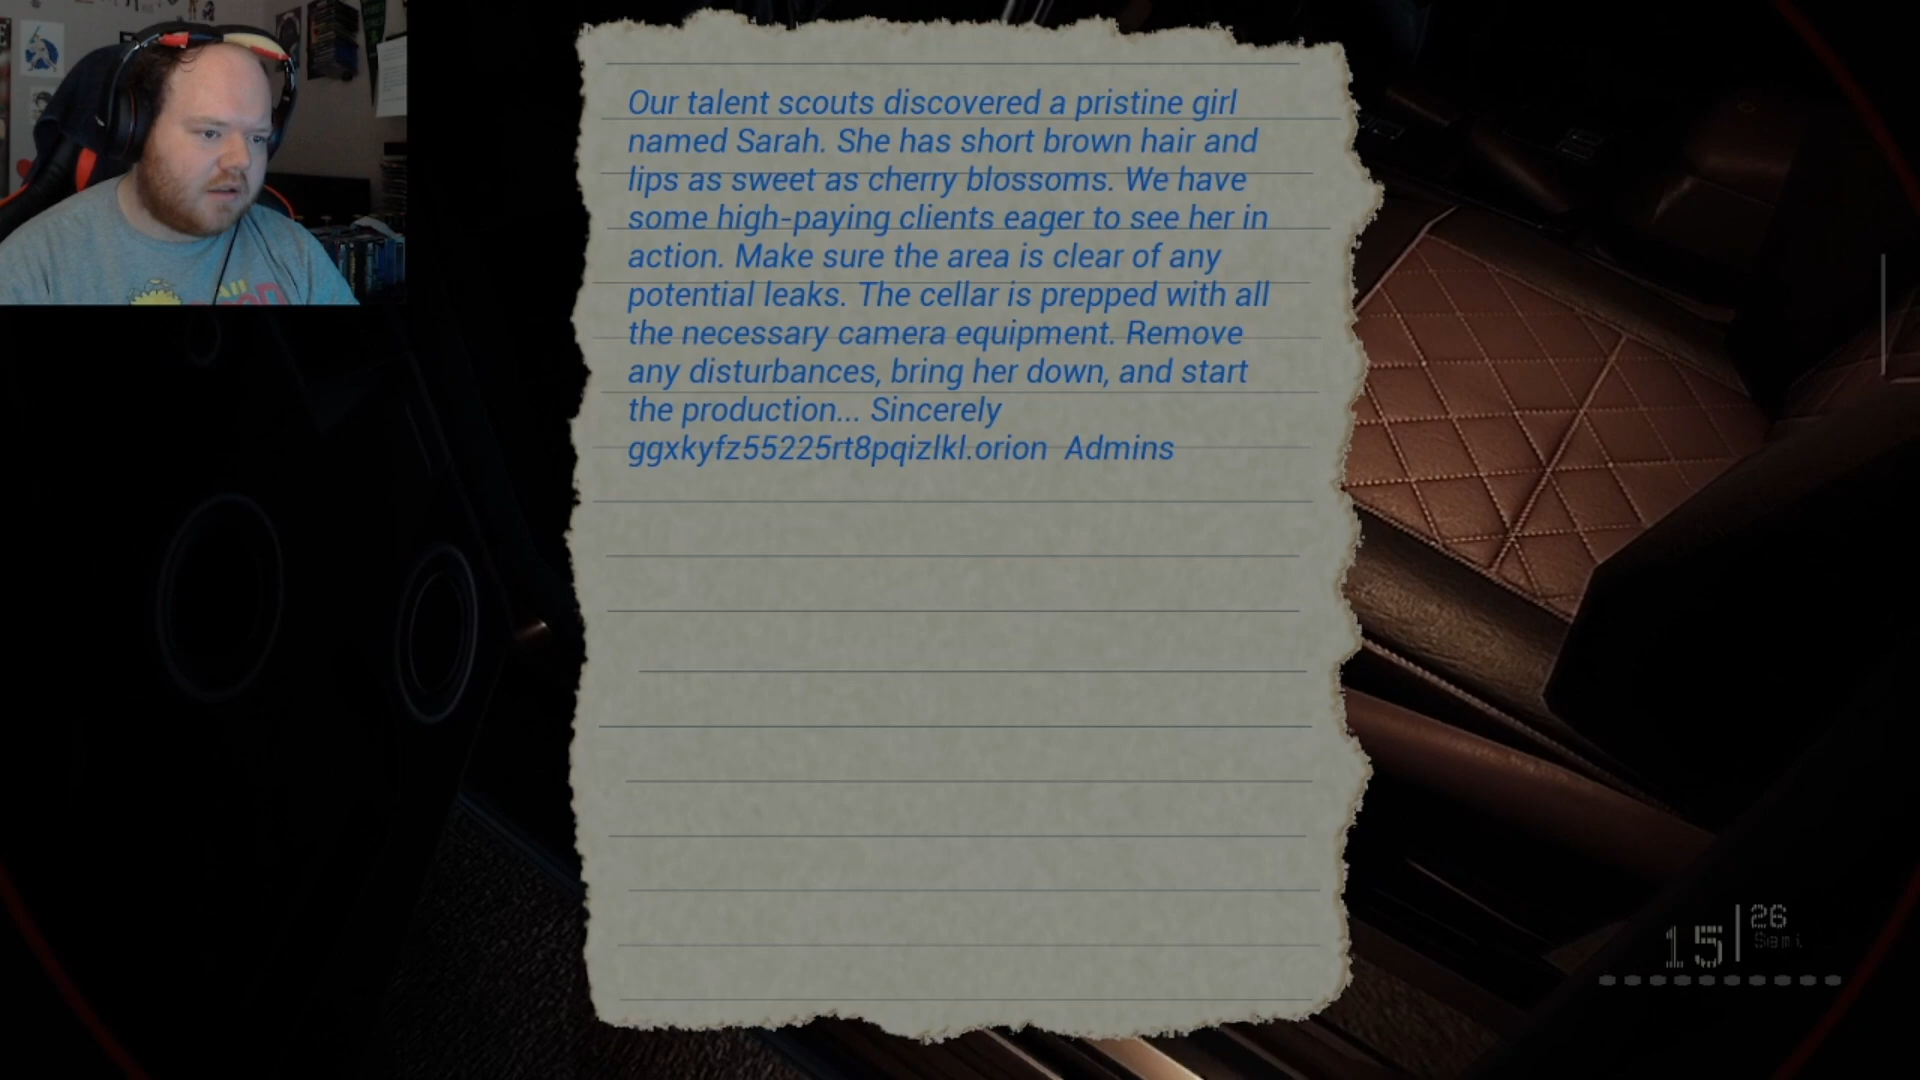 Our talent scouts discovered a pristine girl
named Sarah. She has short brown hair and
lips as sweet as cherry blossoms. We have
some high-paying clients eager to see her in
action. Make sure the area is clear of any
potential leaks. The cellar is prepped with all
the necessary camera equipment. Remove
any disturbances, bring her down, and start
the production... Sincerely
ggxkyfz55225rt8pqizlkl.orion Admins
15
26
Semi